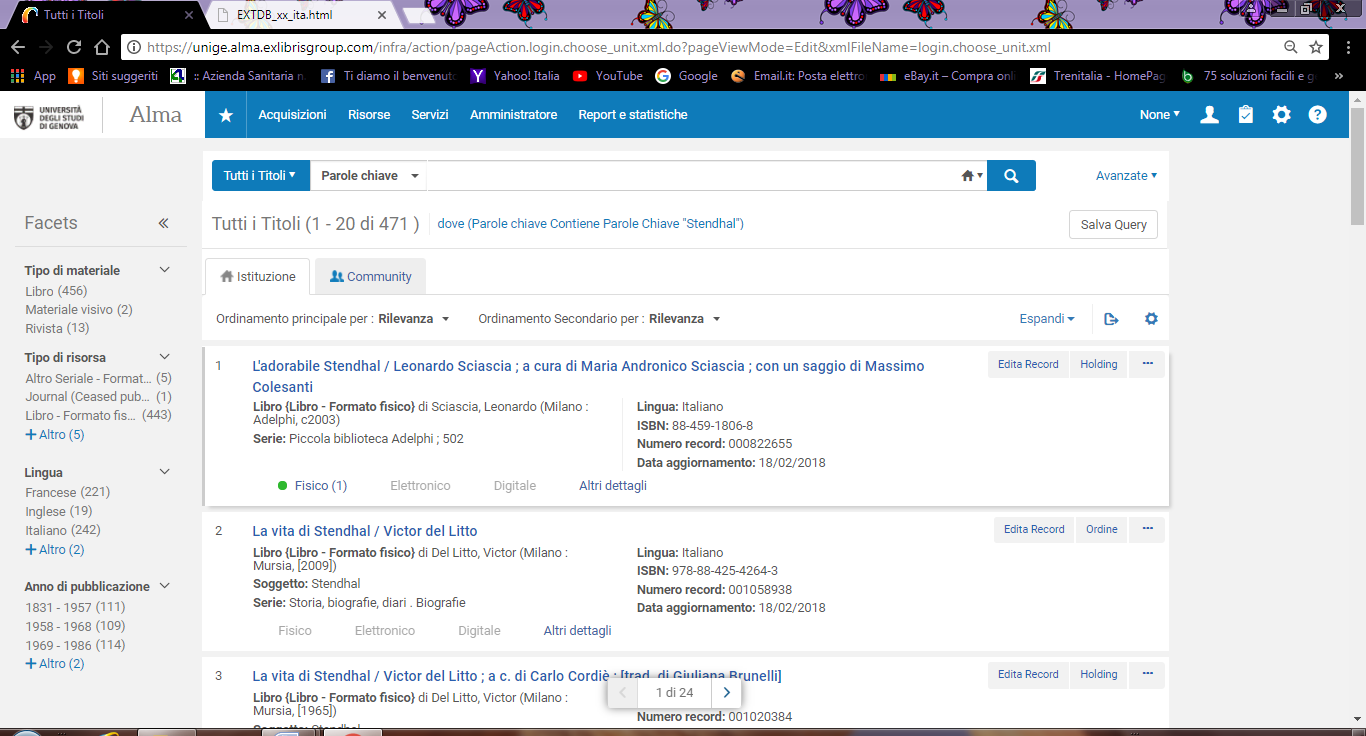 Tutti i Titoli
EXTDB_xx_ita.html
https://unige.alma.exlibrisgroup.com/infra/action/pageAction.login.choose_unit.xml.do?pageViewMode=Edit&xmlFileName=login.choose_unit.xml
App Siti suggeriti :: Azienda Sanitaria n. Ti diamo il benvenuto Yahoo! Italia YouTube Google Email.it: Posta elettro eBay.it – Compra onli Trenitalia - HomePag 75 soluzioni facili e g »
UNIVERSITÀ
DEGLI STUDI
DI GENOVA
Alma
Acquisizioni Risorse Servizi Amministratore Report e statistiche None
Tutti i Titoli Parole chiave Avanzate
Facets «
Tutti i Titoli (1 - 20 di 471 ) dove (Parole chiave Contiene Parole Chiave "Stendhal") Salva Query
Istituzione Community
Ordinamento principale per : Rilevanza Ordinamento Secondario per : Rilevanza Espandi
Tipo di materiale
Libro (456)
Materiale visivo (2)
Rivista (13)
Tipo di risorsa
Altro Seriale - Format... (5)
Journal (Ceased pub... (1)
Libro - Formato fis... (443)
+ Altro (5)
Lingua
Francese (221)
Inglese (19)
Italiano (242)
+ Altro (2)
Anno di pubblicazione
1831 - 1957 (111)
1958 - 1968 (109)
1969 - 1986 (114)
+ Altro (2)
1 L'adorabile Stendhal / Leonardo Sciascia ; a cura di Maria Andronico Sciascia ; con un saggio di Massimo
Colesanti
Edita Record Holding ...
Libro {Libro - Formato fisico} di Sciascia, Leonardo (Milano :
Adelphi, c2003)
Serie: Piccola biblioteca Adelphi ; 502
Lingua: Italiano
ISBN: 88-459-1806-8
Numero record: 000822655
Data aggiornamento: 18/02/2018
Fisico (1) Elettronico Digitale Altri dettagli
2 La vita di Stendhal / Victor del Litto
Edita Record Ordine ...
Libro {Libro - Formato fisico} di Del Litto, Victor (Milano :
Mursia, [2009])
Soggetto: Stendhal
Serie: Storia, biografie, diari . Biografie
Lingua: Italiano
ISBN: 978-88-425-4264-3
Numero record: 001058938
Data aggiornamento: 18/02/2018
Fisico Elettronico Digitale Altri dettagli
3 La vita di Stendhal / Victor del Litto ; a c. di Carlo Cordiè ; [trad. di Giuliana Brunelli]
Edita Record Holding ...
Libro {Libro - Formato fisico} di Del Litto, Victor (Milano :
Mursia, [1965])
Soggetto: Stendhal
Numero record: 001020384
1 di 24